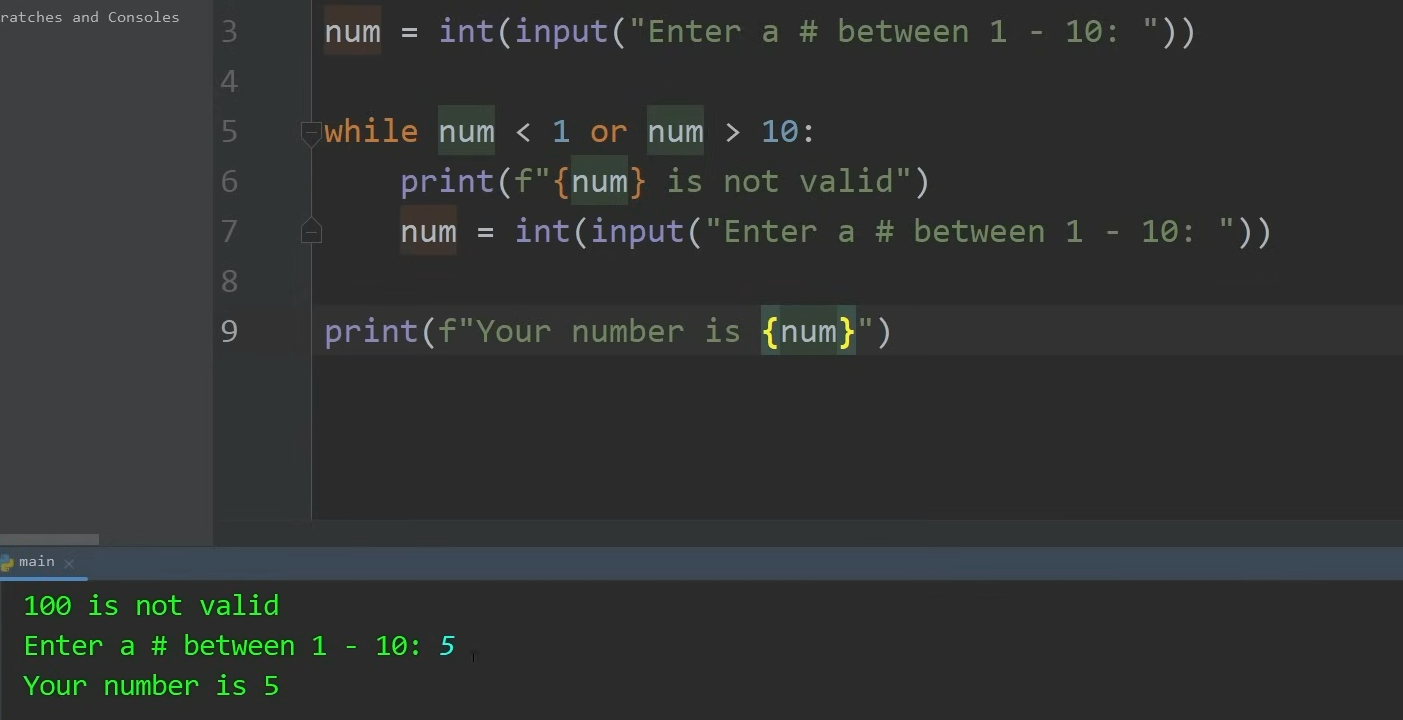 ratches and Consoles
3 num = int(input("Enter a # between 1 - 10: "))
4
5 while num < 1 or num > 10:
6     print(f"{num} is not valid")
7     num = int(input("Enter a # between 1 - 10: "))
8
9 print(f"Your number is {num}")
main
100 is not valid
Enter a # between 1 - 10: 5
Your number is 5